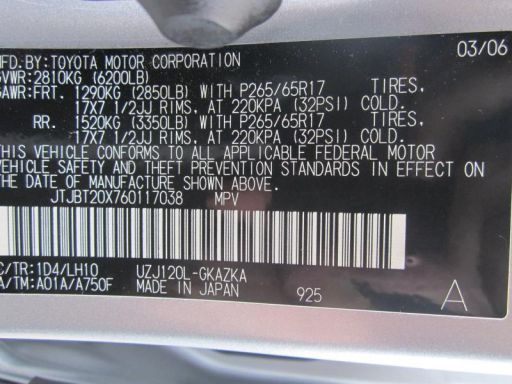 MFD.BY:TOYOTA MOTOR CORPORATION 03/06
GVWR:2810KG (6200LB)
GAWR:FRT. 1290KG (2850LB) WITH P265/65R17 TIRES,
17X7 1/2JJ RIMS, AT 220KPA (32PSI) COLD.
RR. 1520KG (3350LB) WITH P265/65R17 TIRES,
17X7 1/2JJ RIMS, AT 220KPA (32PSI) COLD.
THIS VEHICLE CONFORMS TO ALL APPLICABLE FEDERAL MOTOR
VEHICLE SAFETY AND THEFT PREVENTION STANDARDS IN EFFECT ON
THE DATE OF MANUFACTURE SHOWN ABOVE.
JTJBT20X760117038 MPV
C/TR:1D4/LH10 UZJ120L-GKAZKA
A/TM:A01A/A750F MADE IN JAPAN 925 A